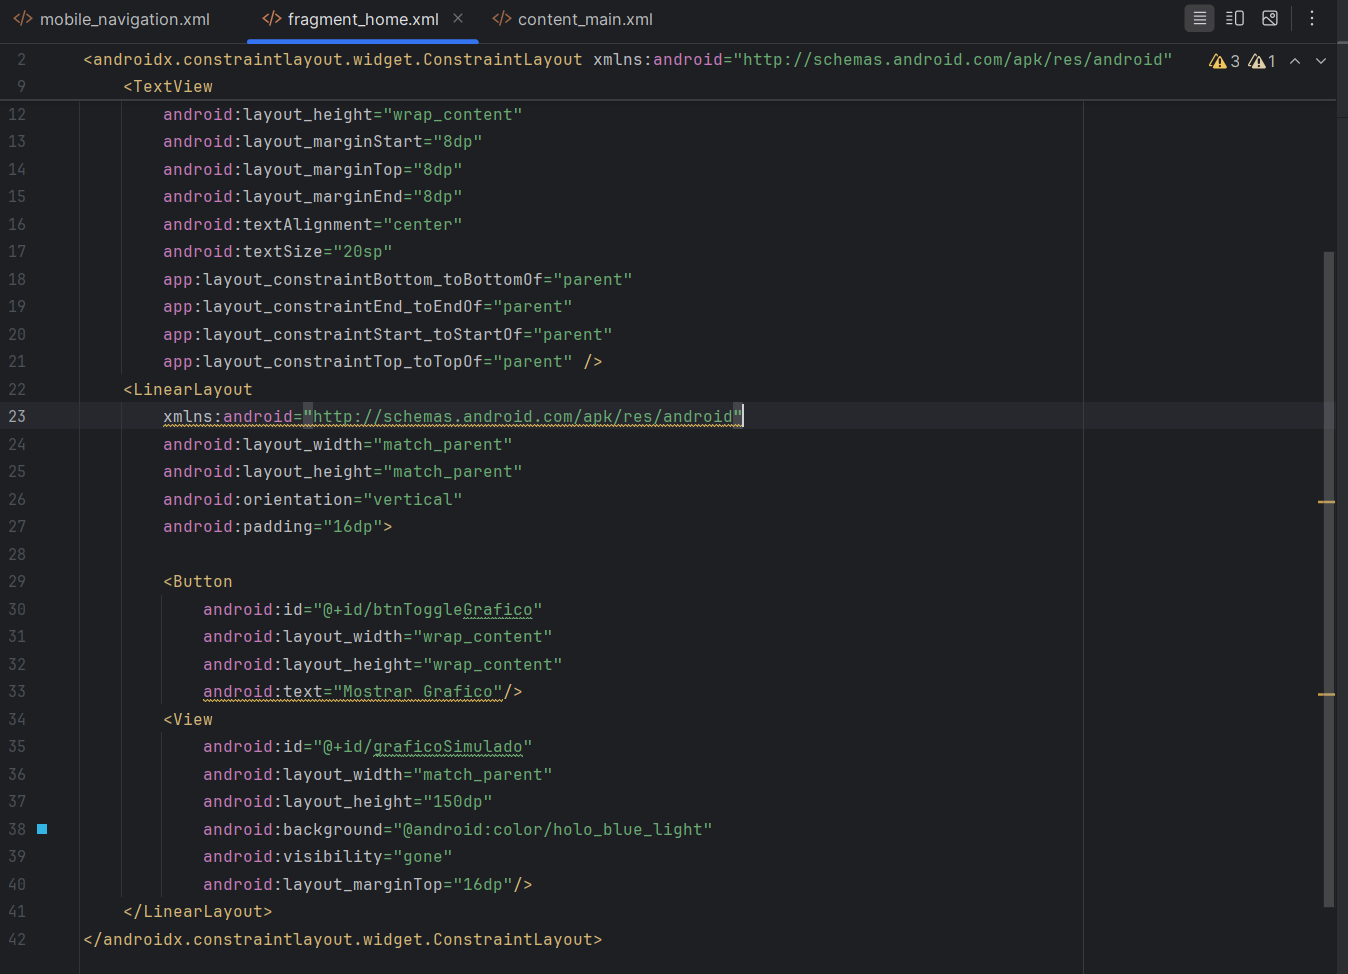 </> mobile_navigation.xml </> fragment_home.xml × </> content_main.xml
2 <androidx.constraintlayout.widget.ConstraintLayout xmlns:android="http://schemas.android.com/apk/res/android" 3 1
9 <TextView
12 android:layout_height="wrap_content"
13 android:layout_marginStart="8dp"
14 android:layout_marginTop="8dp"
15 android:layout_marginEnd="8dp"
16 android:textAlignment="center"
17 android:textSize="20sp"
18 app:layout_constraintBottom_toBottomOf="parent"
19 app:layout_constraintEnd_toEndOf="parent"
20 app:layout_constraintStart_toStartOf="parent"
21 app:layout_constraintTop_toTopOf="parent" />
22 <LinearLayout
23 xmlns:android="http://schemas.android.com/apk/res/android"
24 android:layout_width="match_parent"
25 android:layout_height="match_parent"
26 android:orientation="vertical"
27 android:padding="16dp">
28
29 <Button
30 android:id="@+id/btnToggleGrafico"
31 android:layout_width="wrap_content"
32 android:layout_height="wrap_content"
33 android:text="Mostrar Grafico"/>
34 <View
35 android:id="@+id/graficoSimulado"
36 android:layout_width="match_parent"
37 android:layout_height="150dp"
38 android:background="@android:color/holo_blue_light"
39 android:visibility="gone"
40 android:layout_marginTop="16dp"/>
41 </LinearLayout>
42 </androidx.constraintlayout.widget.ConstraintLayout>